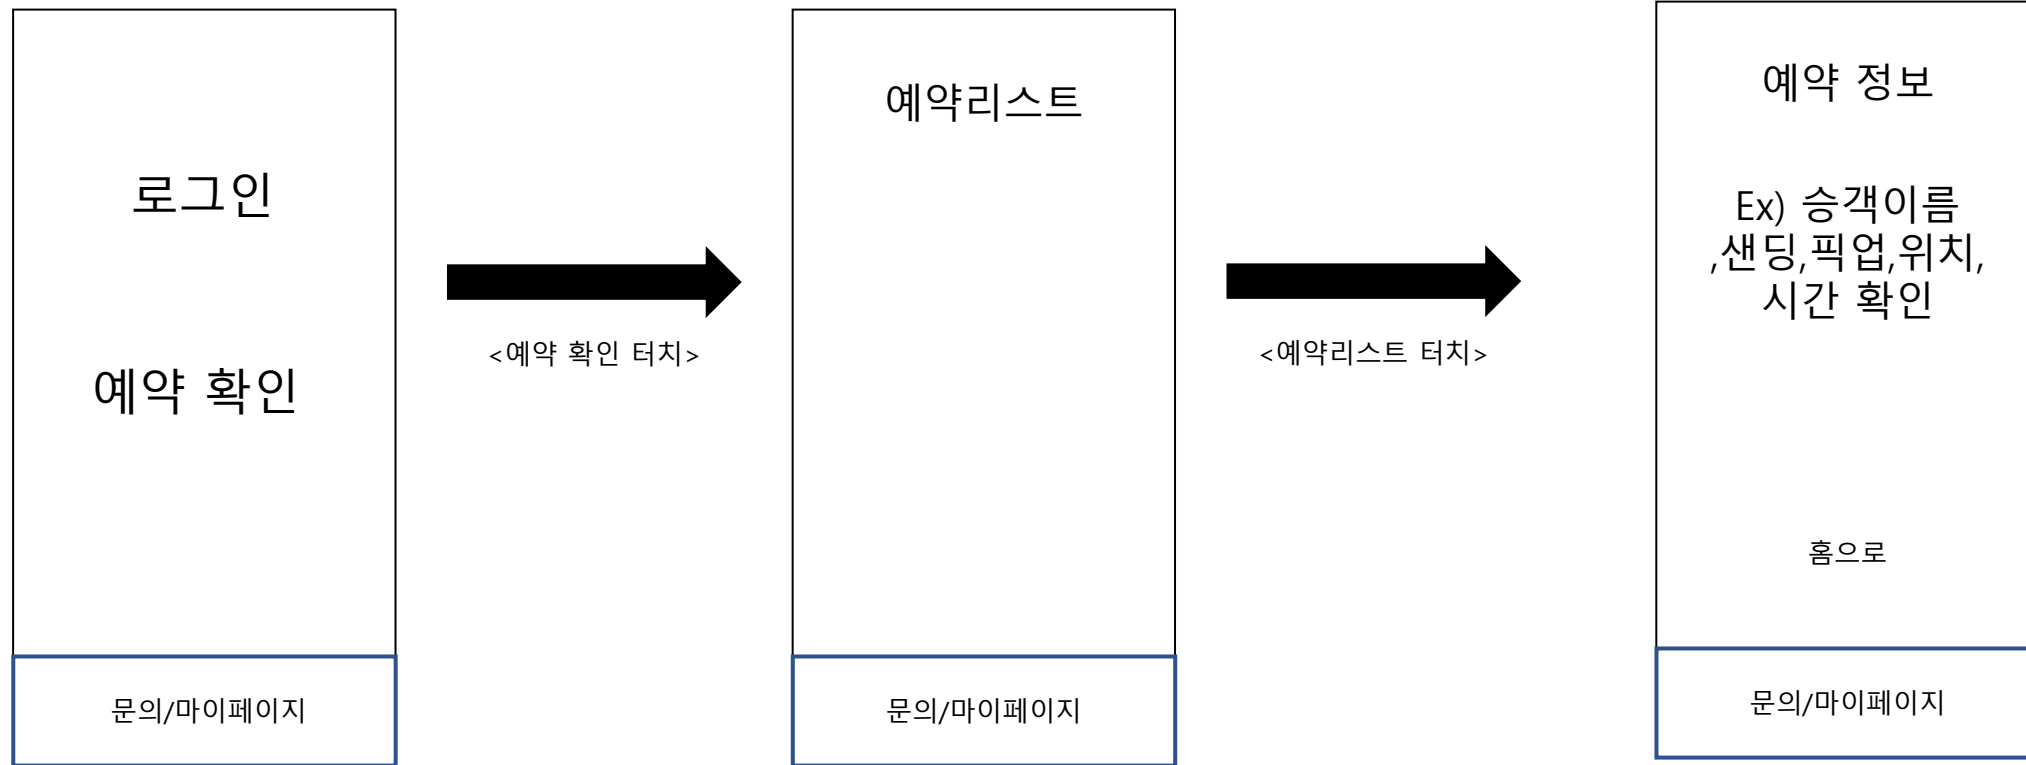 로그인
예약 확인
문의/마이페이지
<예약 확인 터치>
예약리스트
문의/마이페이지
<예약리스트 터치>
예약 정보
Ex) 승객이름
,샌딩,픽업,위치,
시간 확인
홈으로
문의/마이페이지